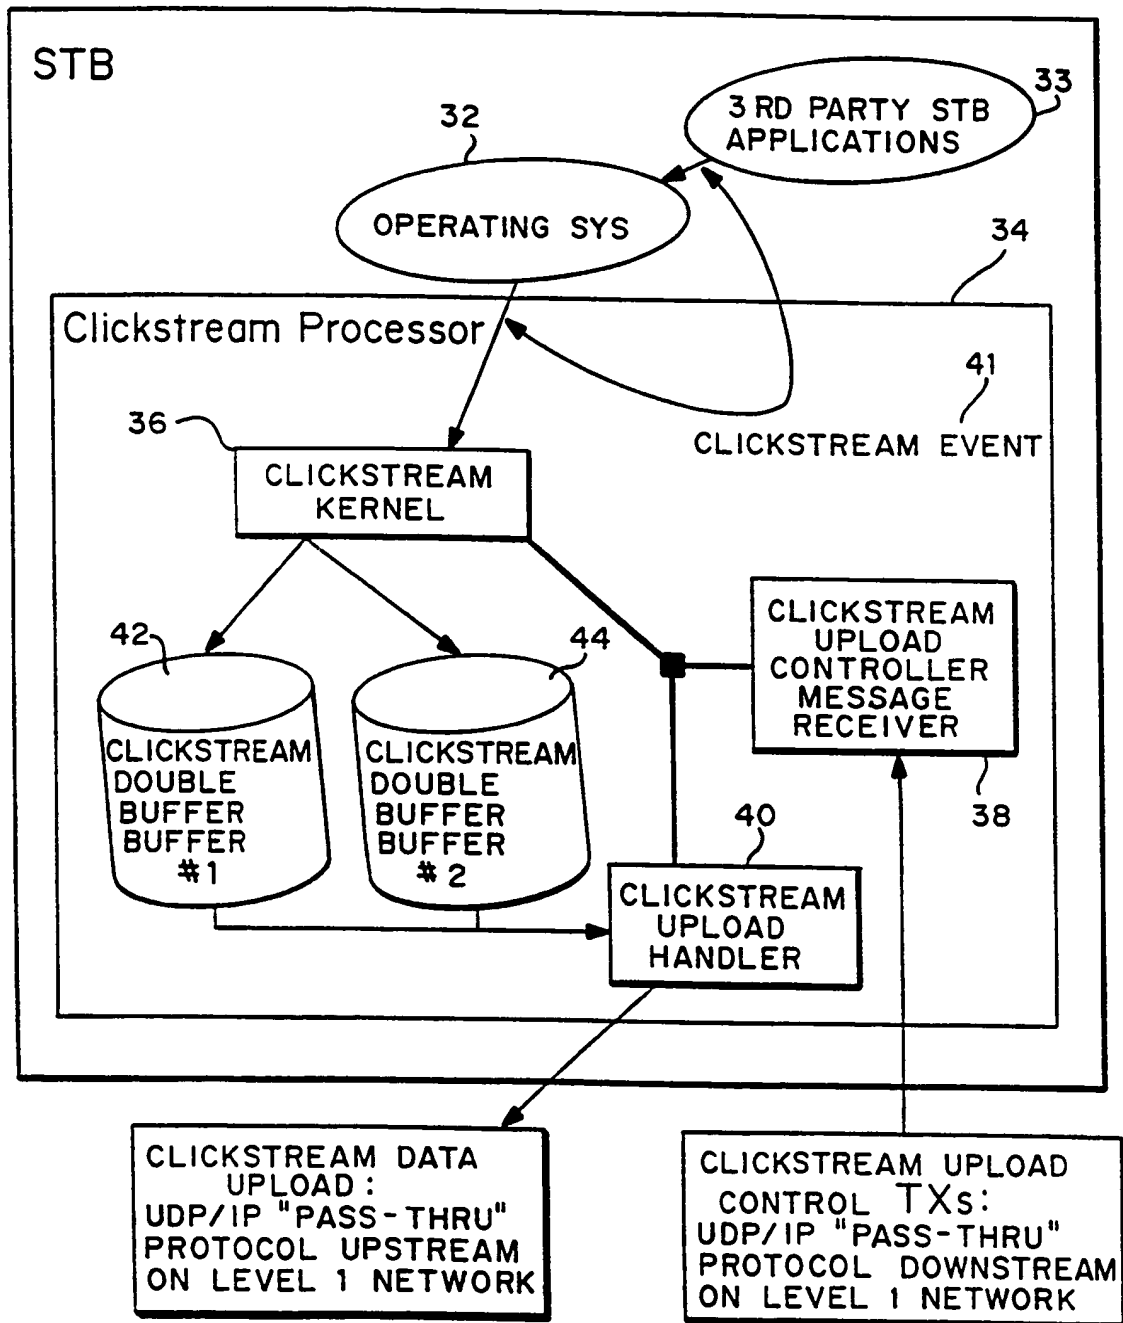 STB
33
3RD PARTY STB
APPLICATIONS
32
OPERATING SYS
34
Clickstream Processor
41
CLICKSTREAM EVENT
36
CLICKSTREAM
KERNEL
42
44
CLICKSTREAM
UPLOAD
CONTROLLER
MESSAGE
RECEIVER
38
CLICKSTREAM
DOUBLE
BUFFER
BUFFER
#1
CLICKSTREAM
DOUBLE
BUFFER
BUFFER
#2
40
CLICKSTREAM
UPLOAD
HANDLER
CLICKSTREAM DATA
UPLOAD:
UDP/IP "PASS-THRU"
PROTOCOL UPSTREAM
ON LEVEL 1 NETWORK
CLICKSTREAM UPLOAD
CONTROL TXs:
UDP/IP "PASS-THRU"
PROTOCOL DOWNSTREAM
ON LEVEL 1 NETWORK